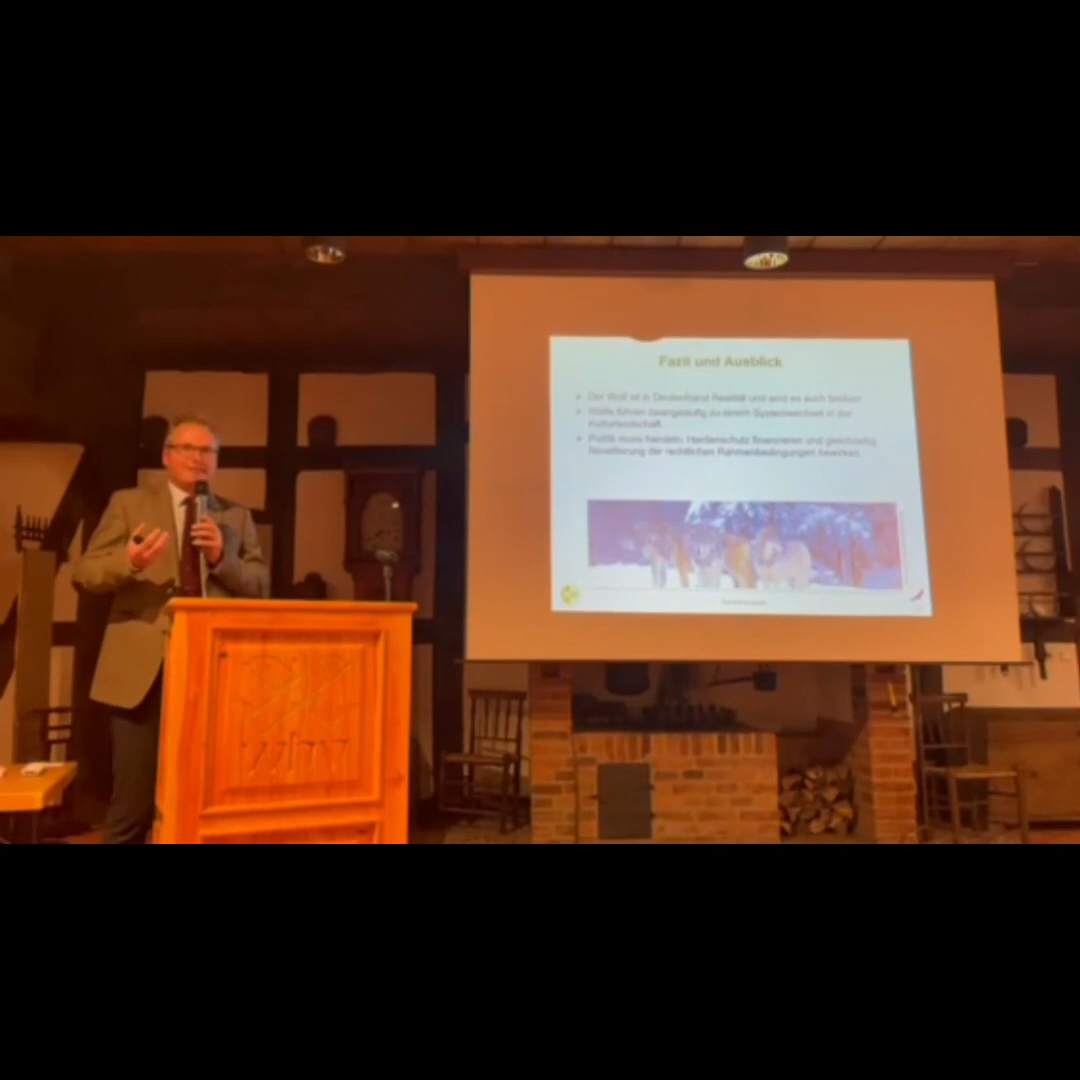 Fazit und Ausblick
➢ Der Wolf ist in Deutschland Realität und wird es auch bleiben
➢ Wölfe führen zwangsläufig zu einem Systemwechsel in der
Kulturlandschaft.
➢ Politik muss handeln: Herdenschutz finanzieren und gleichzeitig
Novellierung der rechtlichen Rahmenbedingungen bewirken.